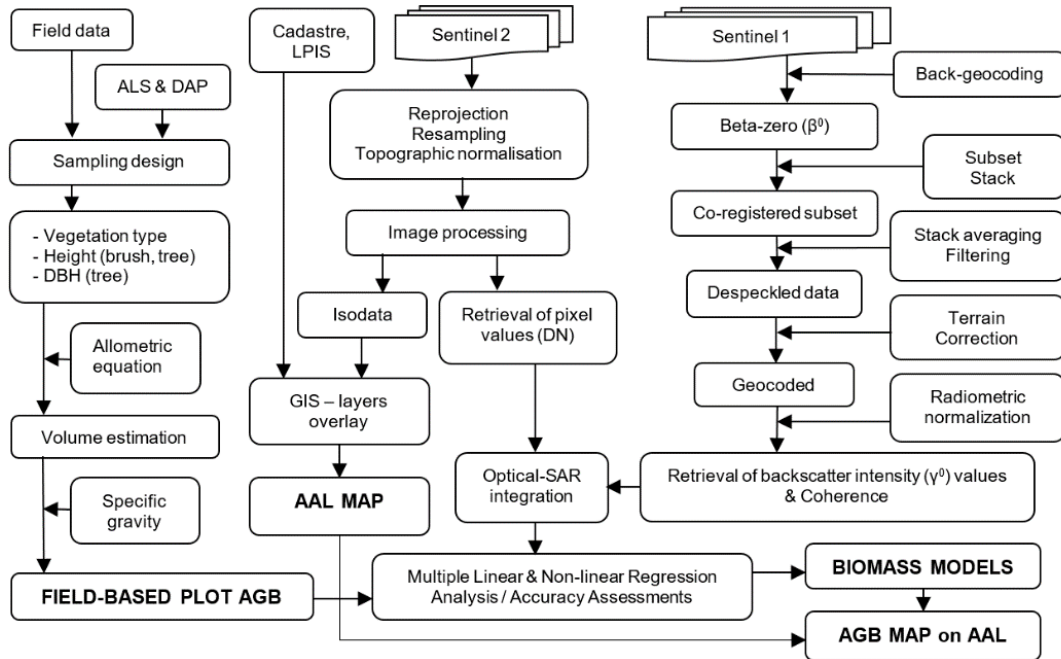 Field data
ALS & DAP
Sampling design
- Vegetation type
- Height (brush, tree)
- DBH (tree)
Allometric
equation
Volume estimation
Specific
gravity
FIELD-BASED PLOT AGB
Cadastre,
LPIS
Sentinel 2
Reprojection
Resampling
Topographic normalisation
Image processing
Isodata
Retrieval of pixel
values (DN)
GIS – layers
overlay
AAL MAP
Optical-SAR
integration
Multiple Linear & Non-linear Regression
Analysis / Accuracy Assessments
Sentinel 1
Back-geocoding
Beta-zero (β⁰)
Subset
Stack
Co-registered subset
Stack averaging
Filtering
Despeckled data
Terrain
Correction
Geocoded
Radiometric
normalization
Retrieval of backscatter intensity (γ⁰) values
& Coherence
BIOMASS MODELS
AGB MAP on AAL